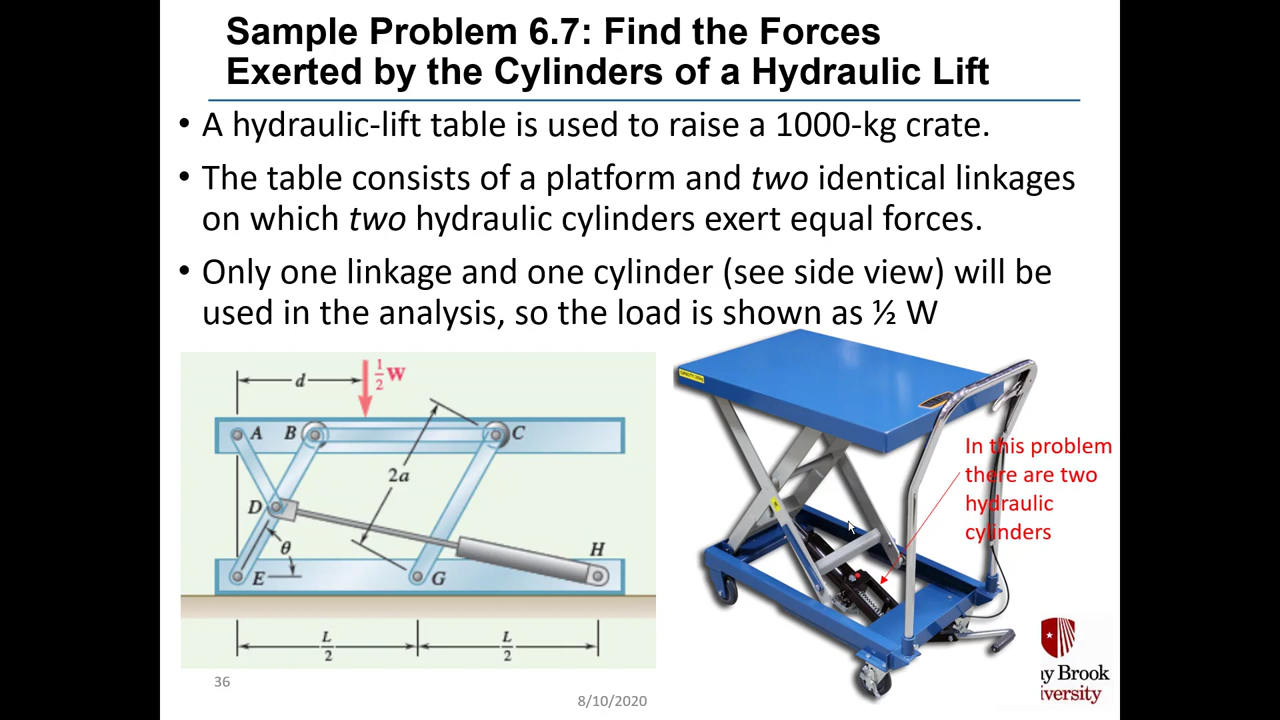 Sample Problem 6.7: Find the Forces
Exerted by the Cylinders of a Hydraulic Lift
• A hydraulic-lift table is used to raise a 1000-kg crate.
• The table consists of a platform and two identical linkages
on which two hydraulic cylinders exert equal forces.
• Only one linkage and one cylinder (see side view) will be
used in the analysis, so the load is shown as ½ W
d
½W
A
B
C
2a
D
θ
H
E
G
L/2
L/2
In this problem
there are two
hydraulic
cylinders
36
8/10/2020
y Brook
iversity